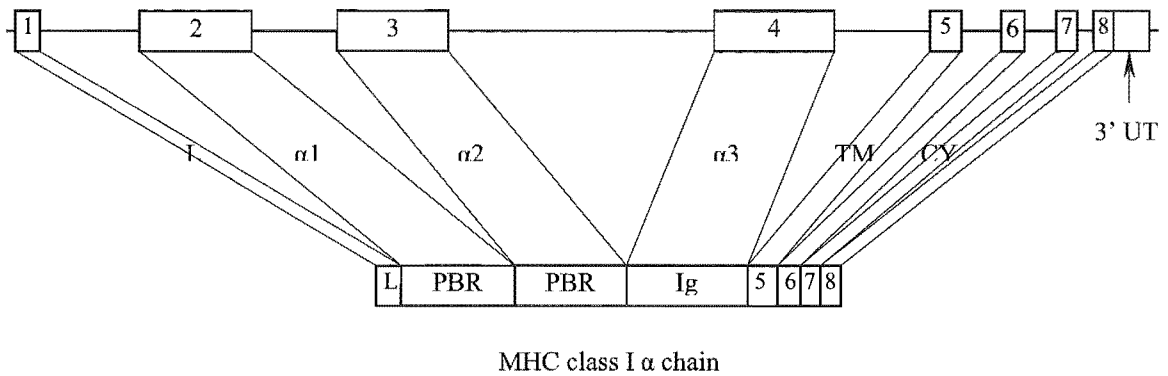 1 2 3 4 5 6 7 8
3' UT
L α1 α2 α3 TM CY
L PBR PBR Ig 5 6 7 8
MHC class I α chain